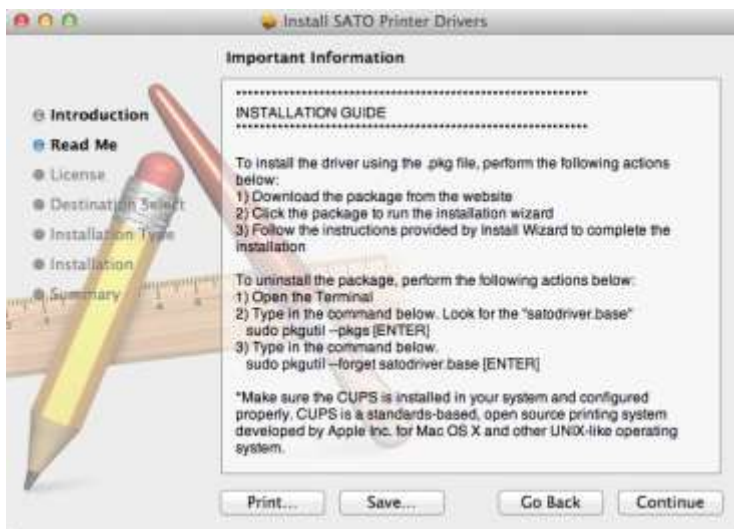 Install SATO Printer Drivers
Important Information
Introduction
Read Me
License
Destination Select
Installation Type
Installation
Summary
************************************************************
INSTALLATION GUIDE
************************************************************
To install the driver using the .pkg file, perform the following actions
below:
1) Download the package from the website
2) Click the package to run the installation wizard
3) Follow the instructions provided by Install Wizard to complete the
installation
To uninstall the package, perform the following actions below:
1) Open the Terminal
2) Type in the command below. Look for the "satodriver.base"
sudo pkgutil --pkgs [ENTER]
3) Type in the command below.
sudo pkgutil --forget satodriver.base [ENTER]
*Make sure the CUPS is installed in your system and configured
properly. CUPS is a standards-based, open source printing system
developed by Apple Inc. for Mac OS X and other UNIX-like operating
system.
Print...
Save...
Go Back
Continue